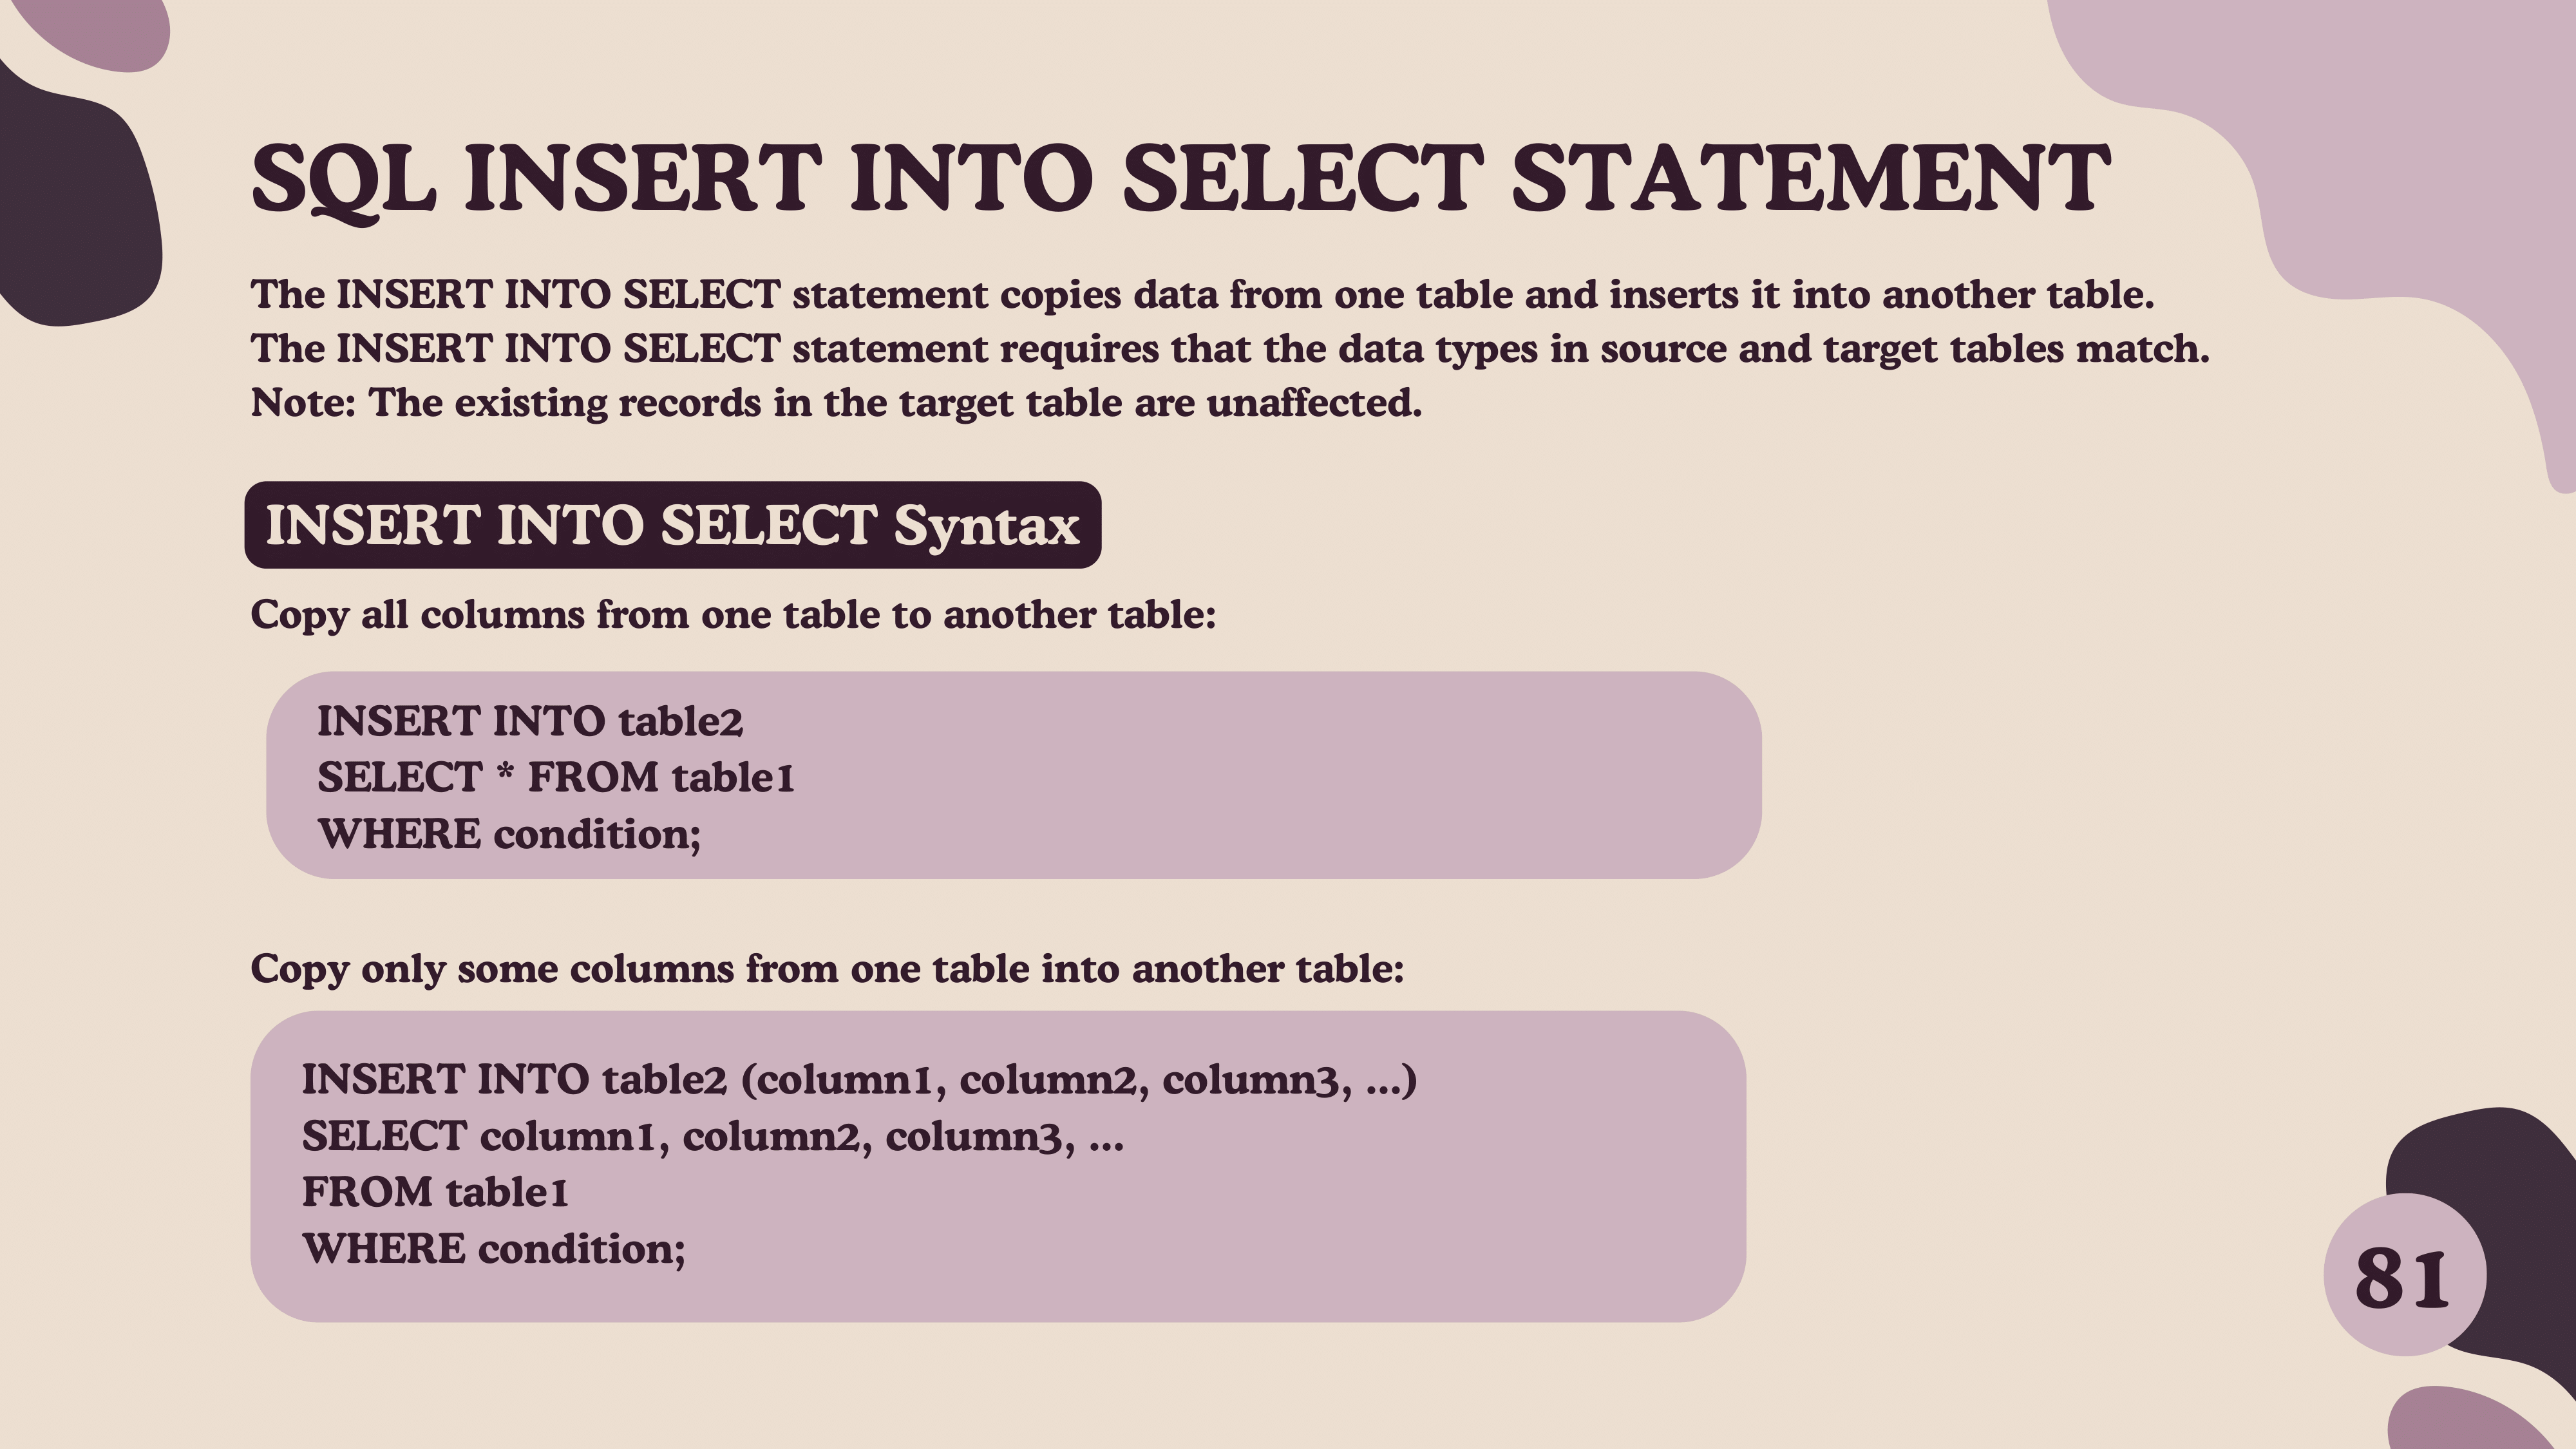 SQL INSERT INTO SELECT STATEMENT
The INSERT INTO SELECT statement copies data from one table and inserts it into another table.
The INSERT INTO SELECT statement requires that the data types in source and target tables match.
Note: The existing records in the target table are unaffected.
INSERT INTO SELECT Syntax
Copy all columns from one table to another table:
INSERT INTO table2
SELECT * FROM table1
WHERE condition;
Copy only some columns from one table into another table:
INSERT INTO table2 (column1, column2, column3, ...)
SELECT column1, column2, column3, ...
FROM table1
WHERE condition;
81